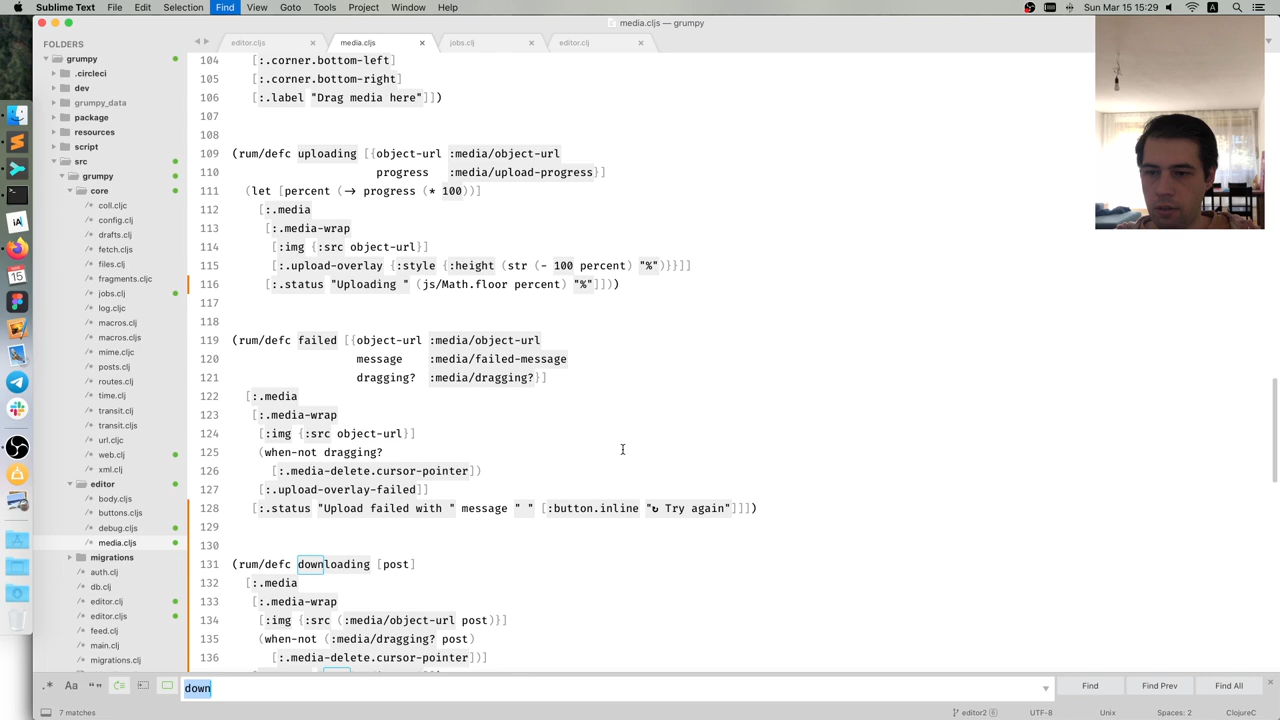 Sublime Text File Edit Selection Find View Goto Tools Project Window Help
Sun Mar 15 15:29
media.cljs — grumpy
FOLDERS
grumpy
.circleci
dev
grumpy_data
package
resources
script
src
grumpy
core
coll.cljc
config.clj
drafts.clj
fetch.cljs
files.clj
fragments.cljc
jobs.clj
log.cljc
macros.clj
macros.cljs
mime.cljc
posts.clj
routes.clj
time.clj
transit.clj
transit.cljs
url.cljc
web.clj
xml.clj
editor
body.cljs
buttons.cljs
debug.cljs
media.cljs
migrations
auth.clj
db.clj
editor.clj
editor.cljs
feed.clj
main.clj
migrations.clj
editor.cljs
media.cljs
jobs.clj
editor.clj
104 [:.corner.bottom-left]
105 [:.corner.bottom-right]
106 [:.label "Drag media here"]])
107
108
109 (rum/defc uploading [{object-url :media/object-url
110 progress :media/upload-progress}]
111 (let [percent (-> progress (* 100))]
112 [:.media
113 [:.media-wrap
114 [:img {:src object-url}]
115 [:.upload-overlay {:style {:height (str (- 100 percent) "%")}}]]
116 [:.status "Uploading " (js/Math.floor percent) "%"]]))
117
118
119 (rum/defc failed [{object-url :media/object-url
120 message :media/failed-message
121 dragging? :media/dragging?}]
122 [:.media
123 [:.media-wrap
124 [:img {:src object-url}]
125 (when-not dragging?
126 [:.media-delete.cursor-pointer])
127 [:.upload-overlay-failed]]
128 [:.status "Upload failed with " message " " [:button.inline "↻ Try again"]]])
129
130
131 (rum/defc downloading [post]
132 [:.media
133 [:.media-wrap
134 [:img {:src (:media/object-url post)}]
135 (when-not (:media/dragging? post)
136 [:.media-delete.cursor-pointer])]
.* Aa “” down Find Find Prev Find All
7 matches editor2 6 UTF-8 Unix Spaces: 2 ClojureC